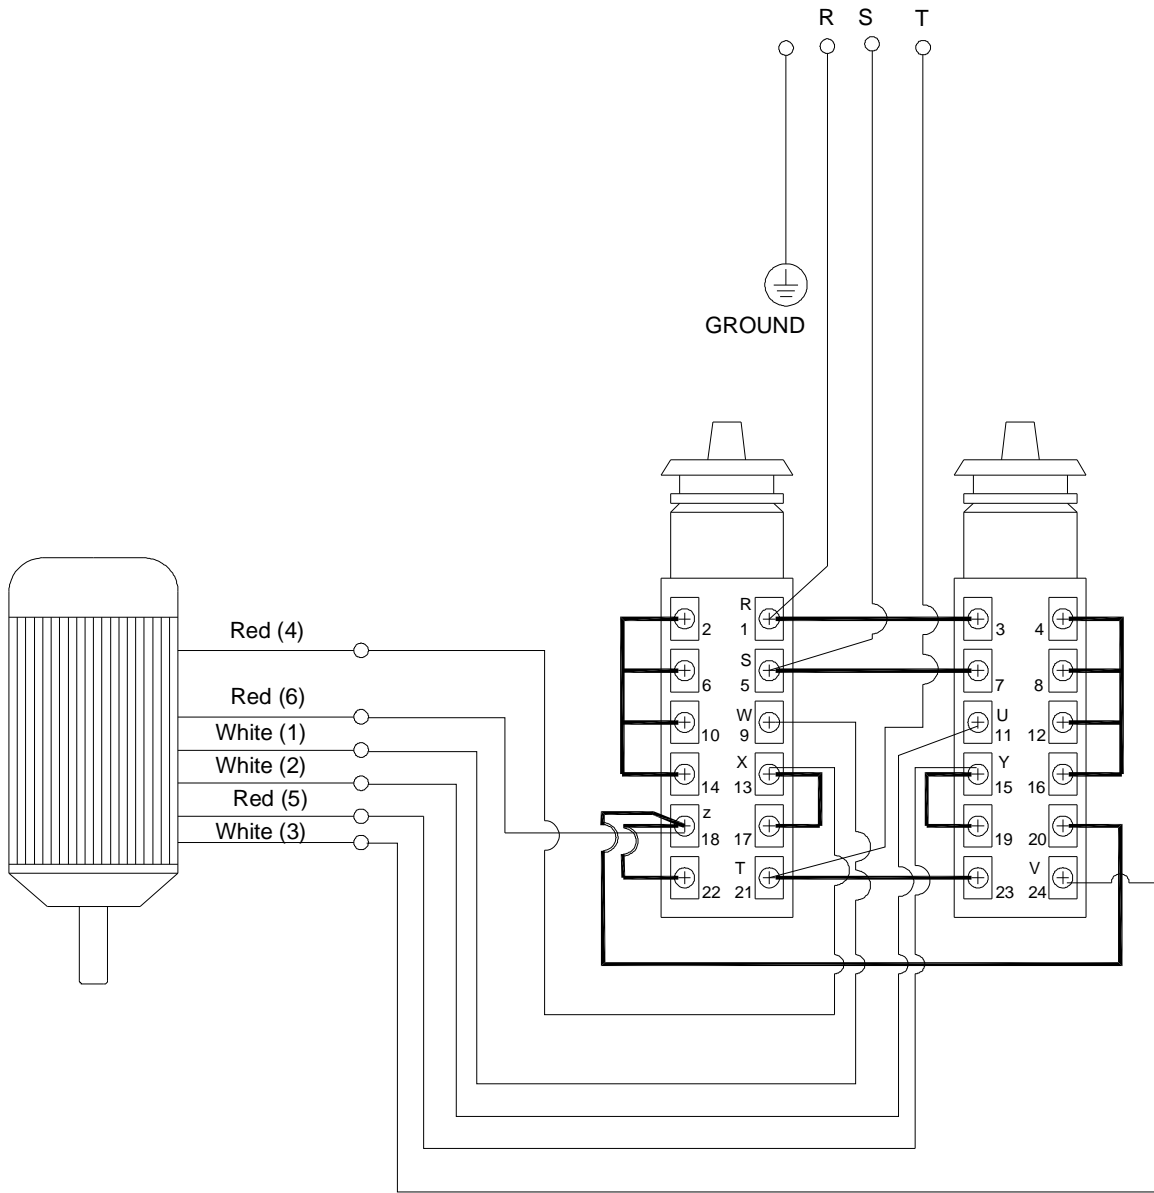 R S T
GROUND
Red (4)
Red (6)
White (1)
White (2)
Red (5)
White (3)
R
2 1 3 4
S
6 5 7 8
W U
10 9 11 12
X Y
14 13 15 16
z
18 17 19 20
T V
22 21 23 24